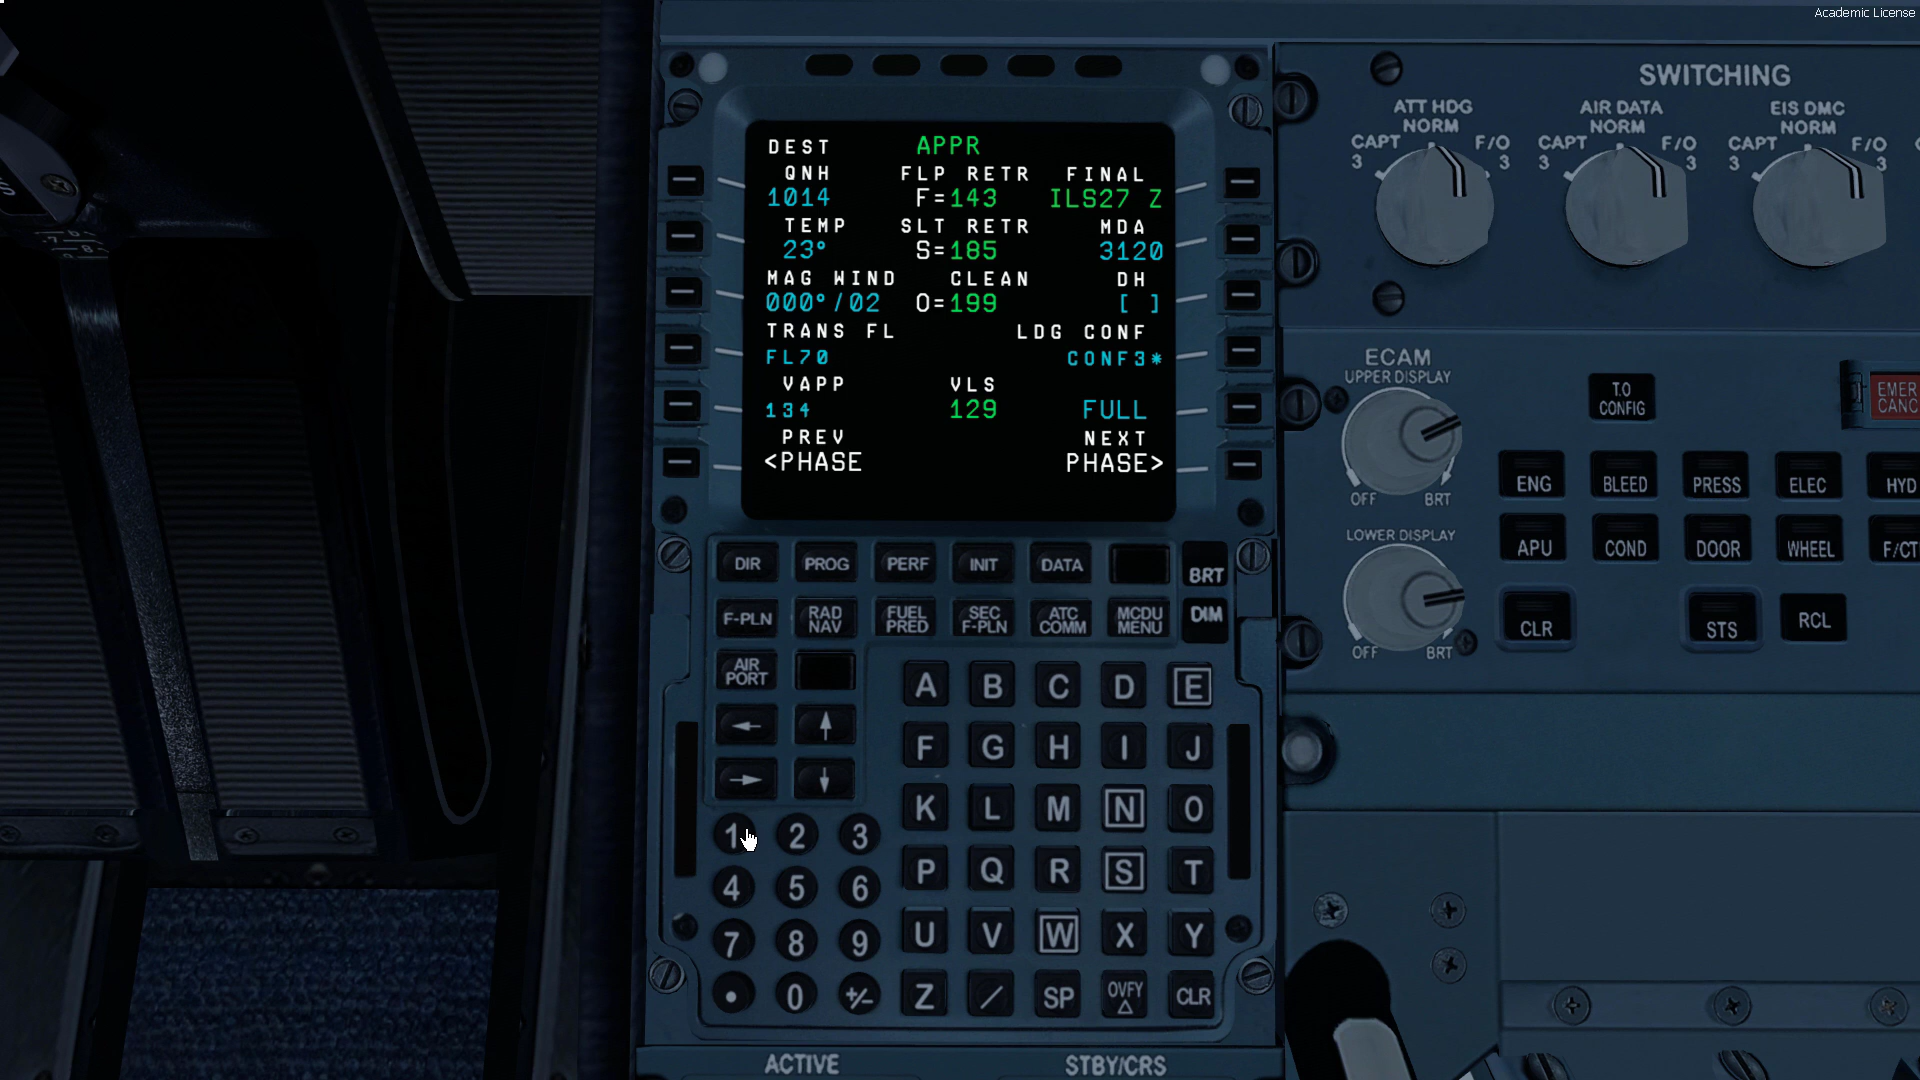 Academic License
DEST APPR
QNH FLP RETR FINAL
1014 F=143 ILS27 Z
TEMP SLT RETR MDA
23° S=185 3120
MAG WIND CLEAN DH
000°/02 O=199 [ ]
TRANS FL LDG CONF
FL70 CONF3*
VAPP VLS
134 129 FULL
PREV NEXT
<PHASE PHASE>
DIR PROG PERF INIT DATA BRT
F-PLN RAD NAV FUEL PRED SEC F-PLN ATC COMM MCDU MENU DIM
AIR PORT
← ↑
→ ↓
A B C D E
F G H I J
K L M N O
P Q R S T
U V W X Y
Z / SP OVFY △ CLR
1 2 3
4 5 6
7 8 9
• 0 +/-
ACTIVE STBY/CRS
SWITCHING
ATT HDG AIR DATA EIS DMC
NORM NORM NORM
CAPT F/O CAPT F/O CAPT F/O
3 3 3 3 3 3
ECAM
UPPER DISPLAY
OFF BRT
LOWER DISPLAY
OFF BRT
T.O
CONFIG
EMER
CANC
ENG BLEED PRESS ELEC HYD
APU COND DOOR WHEEL F/CT
CLR STS RCL